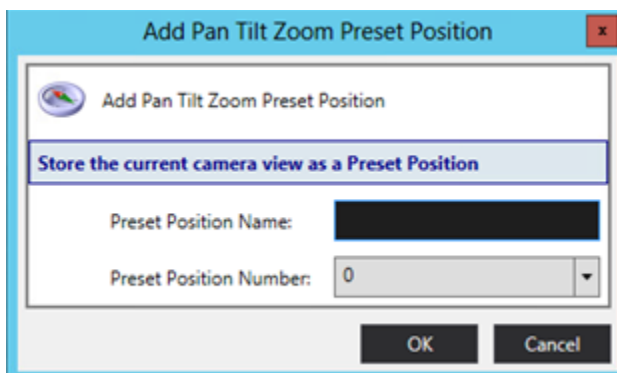 Add Pan Tilt Zoom Preset Position
x
Add Pan Tilt Zoom Preset Position
Store the current camera view as a Preset Position
Preset Position Name:
Preset Position Number: 0
OK Cancel